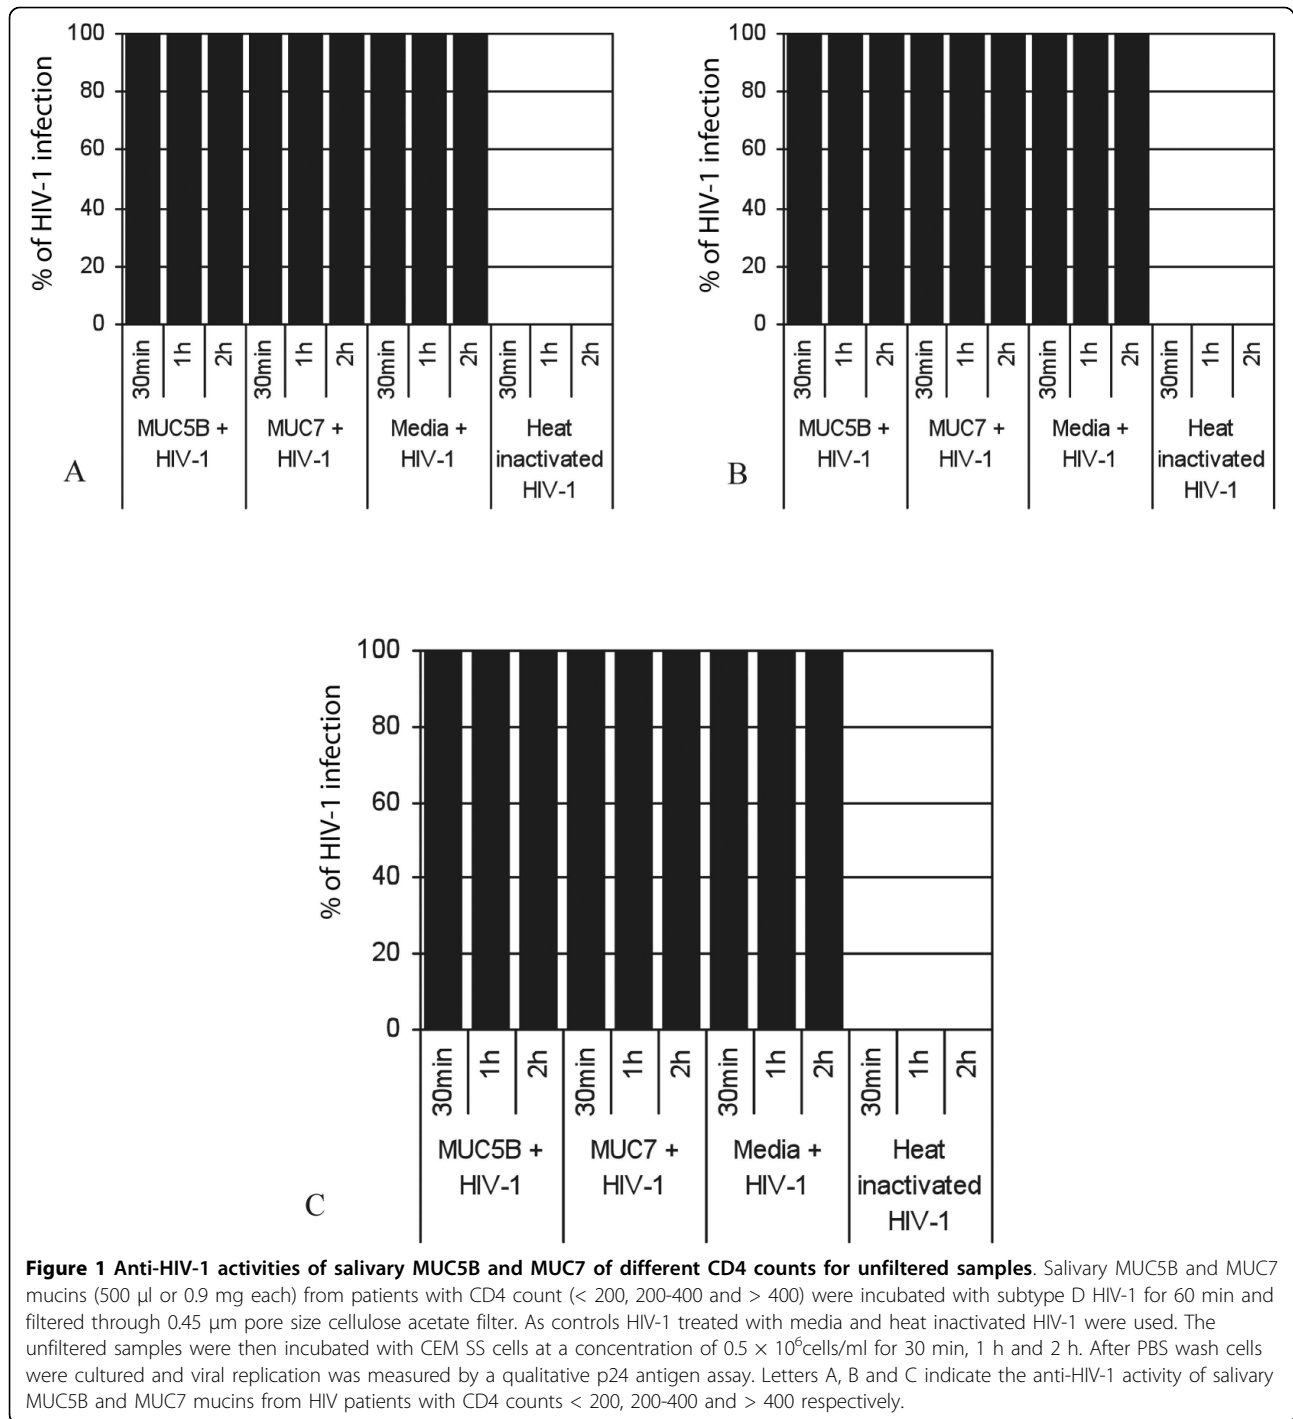 100
80
60
40
20
0
% of HIV-1 infection
30min 1h 2h 30min 1h 2h 30min 1h 2h 30min 1h 2h
MUC5B + HIV-1
MUC7 + HIV-1
Media + HIV-1
Heat inactivated HIV-1
A
100
80
60
40
20
0
% of HIV-1 infection
30min 1h 2h 30min 1h 2h 30min 1h 2h 30min 1h 2h
MUC5B + HIV-1
MUC7 + HIV-1
Media + HIV-1
Heat inactivated HIV-1
B
100
80
60
40
20
0
% of HIV-1 infection
30min 1h 2h 30min 1h 2h 30min 1h 2h 30min 1h 2h
MUC5B + HIV-1
MUC7 + HIV-1
Media + HIV-1
Heat inactivated HIV-1
C
Figure 1 Anti-HIV-1 activities of salivary MUC5B and MUC7 of different CD4 counts for unfiltered samples. Salivary MUC5B and MUC7
mucins (500 μl or 0.9 mg each) from patients with CD4 count (< 200, 200-400 and > 400) were incubated with subtype D HIV-1 for 60 min and
filtered through 0.45 μm pore size cellulose acetate filter. As controls HIV-1 treated with media and heat inactivated HIV-1 were used. The
unfiltered samples were then incubated with CEM SS cells at a concentration of 0.5 × 10⁶cells/ml for 30 min, 1 h and 2 h. After PBS wash cells
were cultured and viral replication was measured by a qualitative p24 antigen assay. Letters A, B and C indicate the anti-HIV-1 activity of salivary
MUC5B and MUC7 mucins from HIV patients with CD4 counts < 200, 200-400 and > 400 respectively.